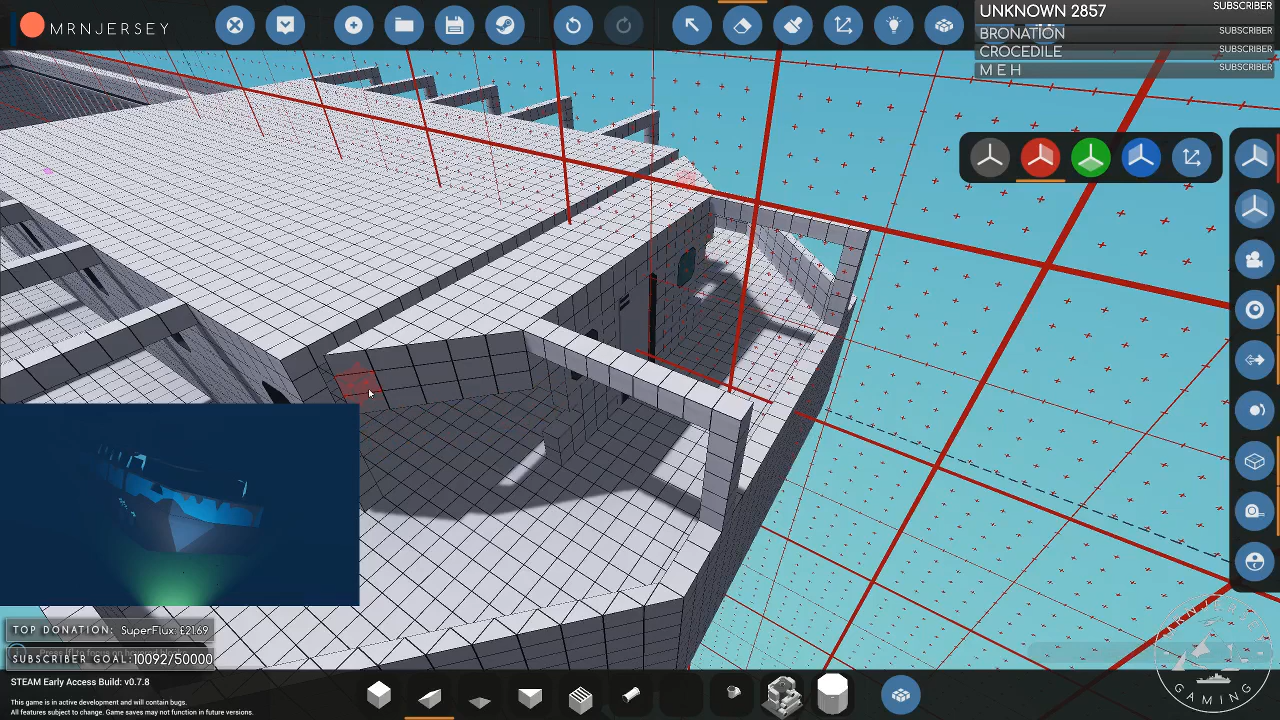 MRNJERSEY
UNKNOWN 2857 SUBSCRIBER
BRONATION SUBSCRIBER
CROCEDILE SUBSCRIBER
M E H SUBSCRIBER
TOP DONATION: SuperFlux: £21.69
SUBSCRIBER GOAL: 10092/50000
STEAM Early Access Build: v0.7.8
This game is in active development and will contain bugs.
All features subject to change. Game saves may not function in future versions.
MRNJERSEY
GAMING